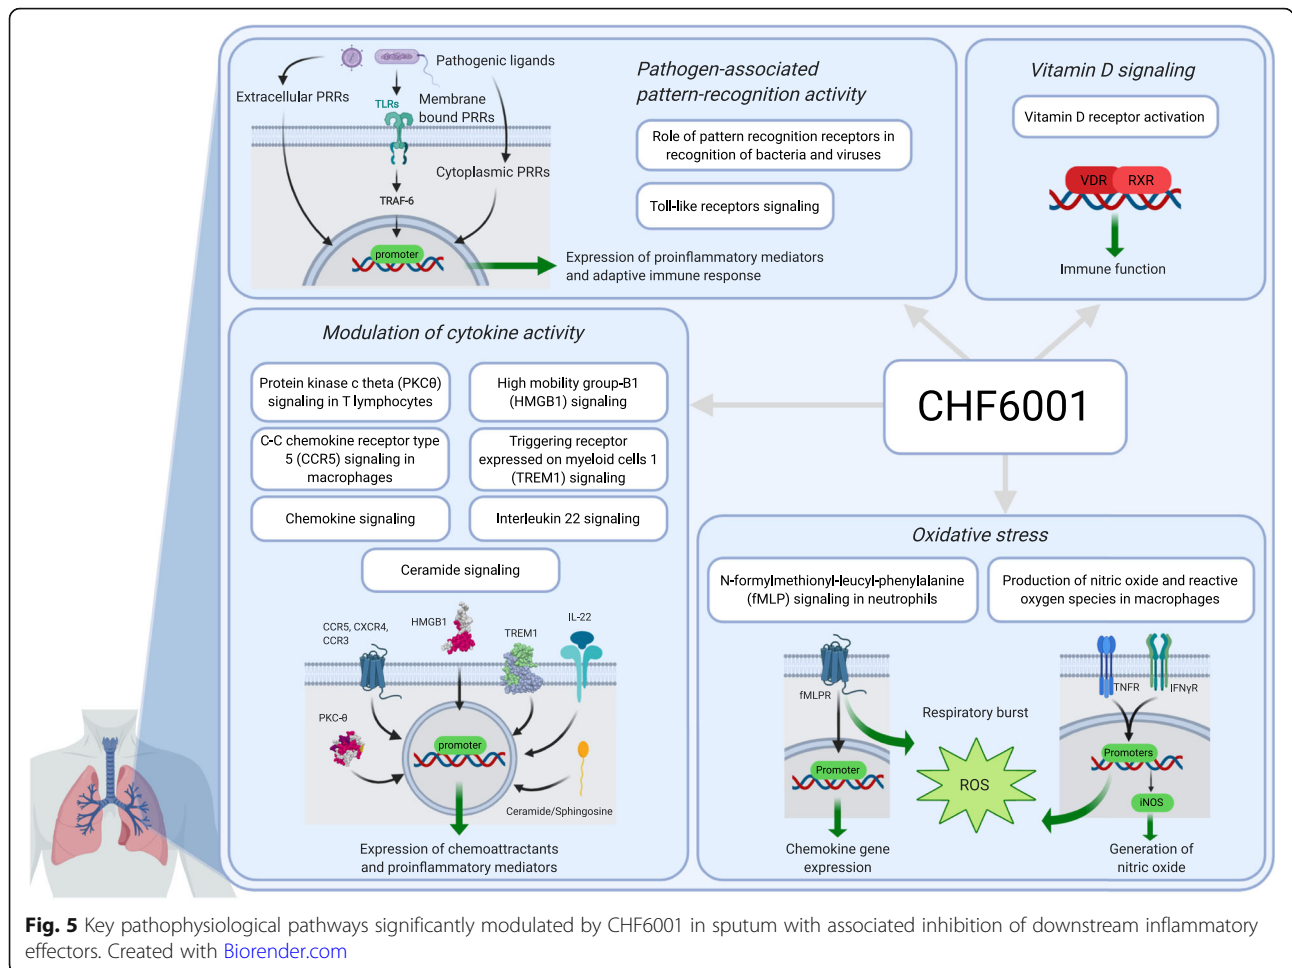 Pathogenic ligands
Extracellular PRRs
TLRs
Membrane
bound PRRs
Cytoplasmic PRRs
TRAF-6
promoter
Pathogen-associated
pattern-recognition activity
Role of pattern recognition receptors in
recognition of bacteria and viruses
Toll-like receptors signaling
Expression of proinflammatory mediators
and adaptive immune response
Vitamin D signaling
Vitamin D receptor activation
VDR
RXR
Immune function
Modulation of cytokine activity
Protein kinase c theta (PKCθ)
signaling in T lymphocytes
High mobility group-B1
(HMGB1) signaling
C-C chemokine receptor type
5 (CCR5) signaling in
macrophages
Triggering receptor
expressed on myeloid cells 1
(TREM1) signaling
Chemokine signaling
Interleukin 22 signaling
Ceramide signaling
CCR5, CXCR4,
CCR3
HMGB1
TREM1
IL-22
PKC-θ
promoter
Ceramide/Sphingosine
Expression of chemoattractants
and proinflammatory mediators
CHF6001
Oxidative stress
N-formylmethionyl-leucyl-phenylalanine
(fMLP) signaling in neutrophils
Production of nitric oxide and reactive
oxygen species in macrophages
fMLPR
TNFR
IFNγR
Respiratory burst
Promoter
ROS
Promoters
iNOS
Chemokine gene
expression
Generation of
nitric oxide
Fig. 5 Key pathophysiological pathways significantly modulated by CHF6001 in sputum with associated inhibition of downstream inflammatory
effectors. Created with Biorender.com